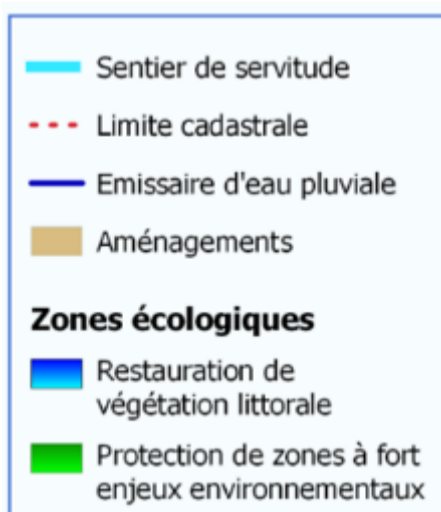 Sentier de servitude
Limite cadastrale
Emissaire d'eau pluviale
Aménagements
Zones écologiques
Restauration de
végétation littorale
Protection de zones à fort
enjeux environnementaux